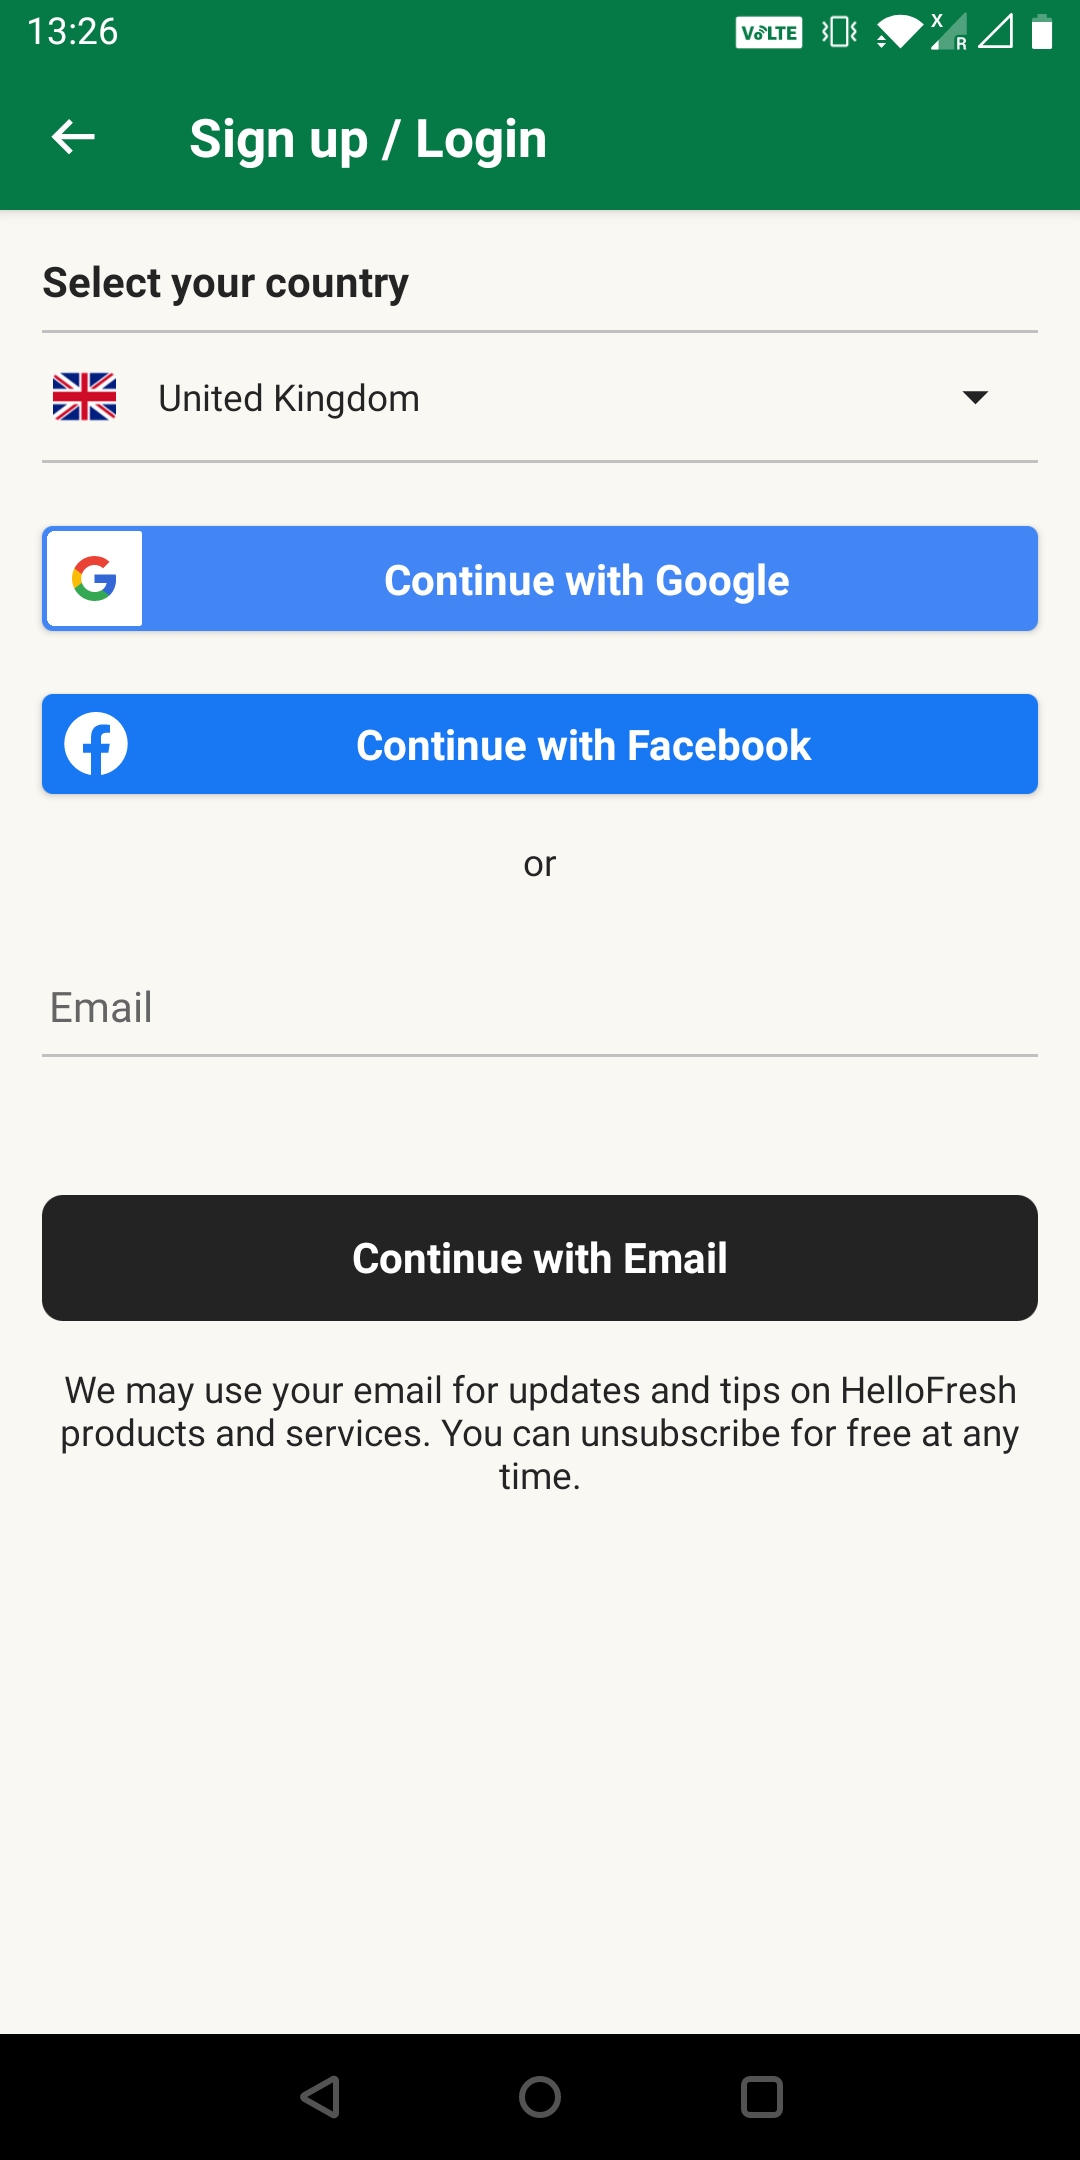 13:26
VoLTE
X
R
Sign up / Login
Select your country
United Kingdom
Continue with Google
Continue with Facebook
or
Email
Continue with Email
We may use your email for updates and tips on HelloFresh
products and services. You can unsubscribe for free at any
time.